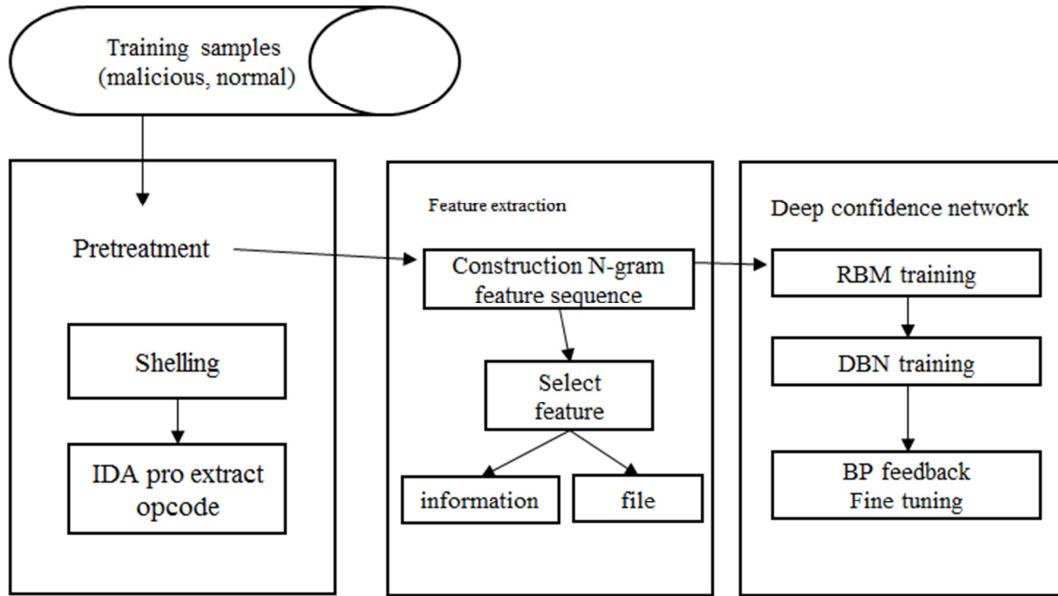 Training samples
(malicious, normal)
Pretreatment
Shelling
IDA pro extract
opcode
Feature extraction
Construction N-gram
feature sequence
Select
feature
information
file
Deep confidence network
RBM training
DBN training
BP feedback
Fine tuning